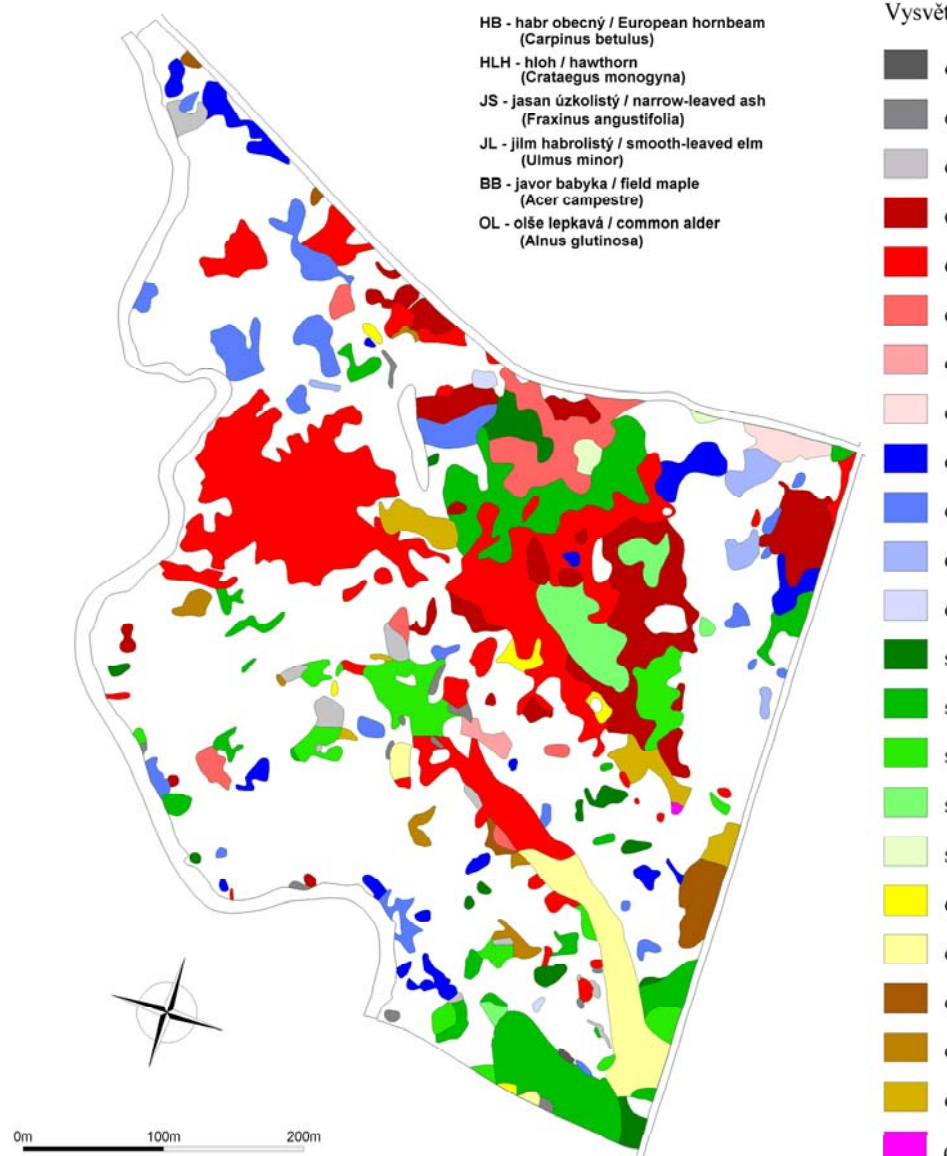 HB - habr obecný / European hornbeam
(Carpinus betulus)
HLH - hloh / hawthorn
(Crataegus monogyna)
JS - jasan úzkolistý / narrow-leaved ash
(Fraxinus angustifolia)
JL - jilm habrolistý / smooth-leaved elm
(Ulmus minor)
BB - javor babyka / field maple
(Acer campestre)
OL - olše lepkavá / common alder
(Alnus glutinosa)
0m 100m 200m